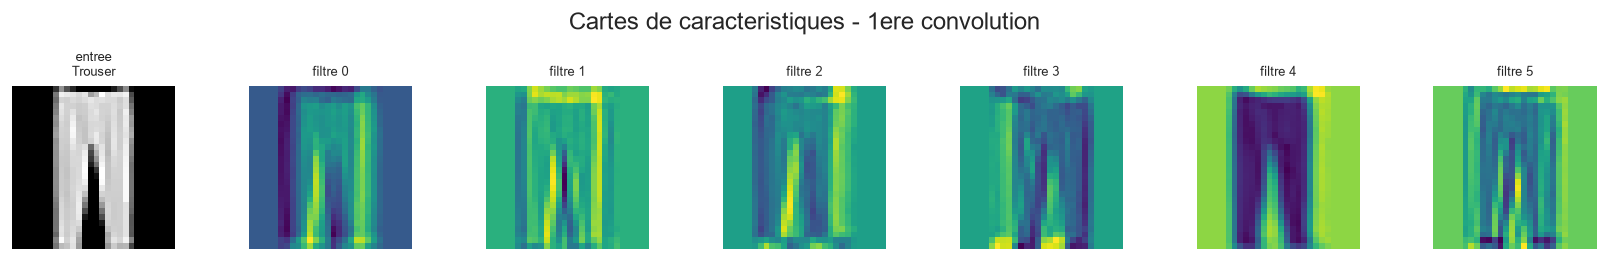 Cartes de caracteristiques - 1ere convolution
entree
Trouser
filtre 0
filtre 1
filtre 2
filtre 3
filtre 4
filtre 5